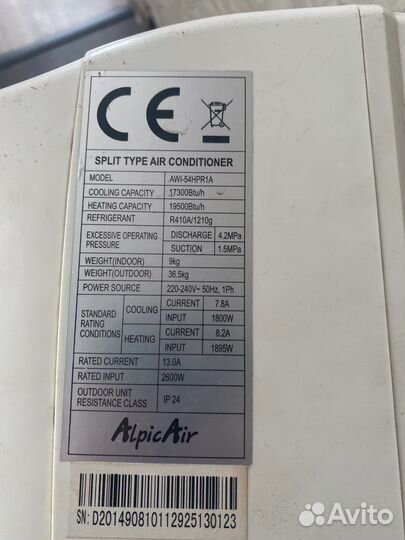 CE
SPLIT TYPE AIR CONDITIONER
MODEL AWI-54HPR1A
COOLING CAPACITY 17300Btu/h
HEATING CAPACITY 19500Btu/h
REFRIGERANT R410A/1210g
EXCESSIVE OPERATING PRESSURE DISCHARGE 4.2MPa
SUCTION 1.5MPa
WEIGHT(INDOOR) 9kg
WEIGHT(OUTDOOR) 36.5kg
POWER SOURCE 220-240V~ 50Hz, 1Ph
STANDARD RATING CONDITIONS COOLING CURRENT 7.8A
INPUT 1800W
HEATING CURRENT 8.2A
INPUT 1895W
RATED CURRENT 13.0A
RATED INPUT 2600W
OUTDOOR UNIT RESISTANCE CLASS IP 24
AlpicAir
SN: D201490810112925130123
Avito